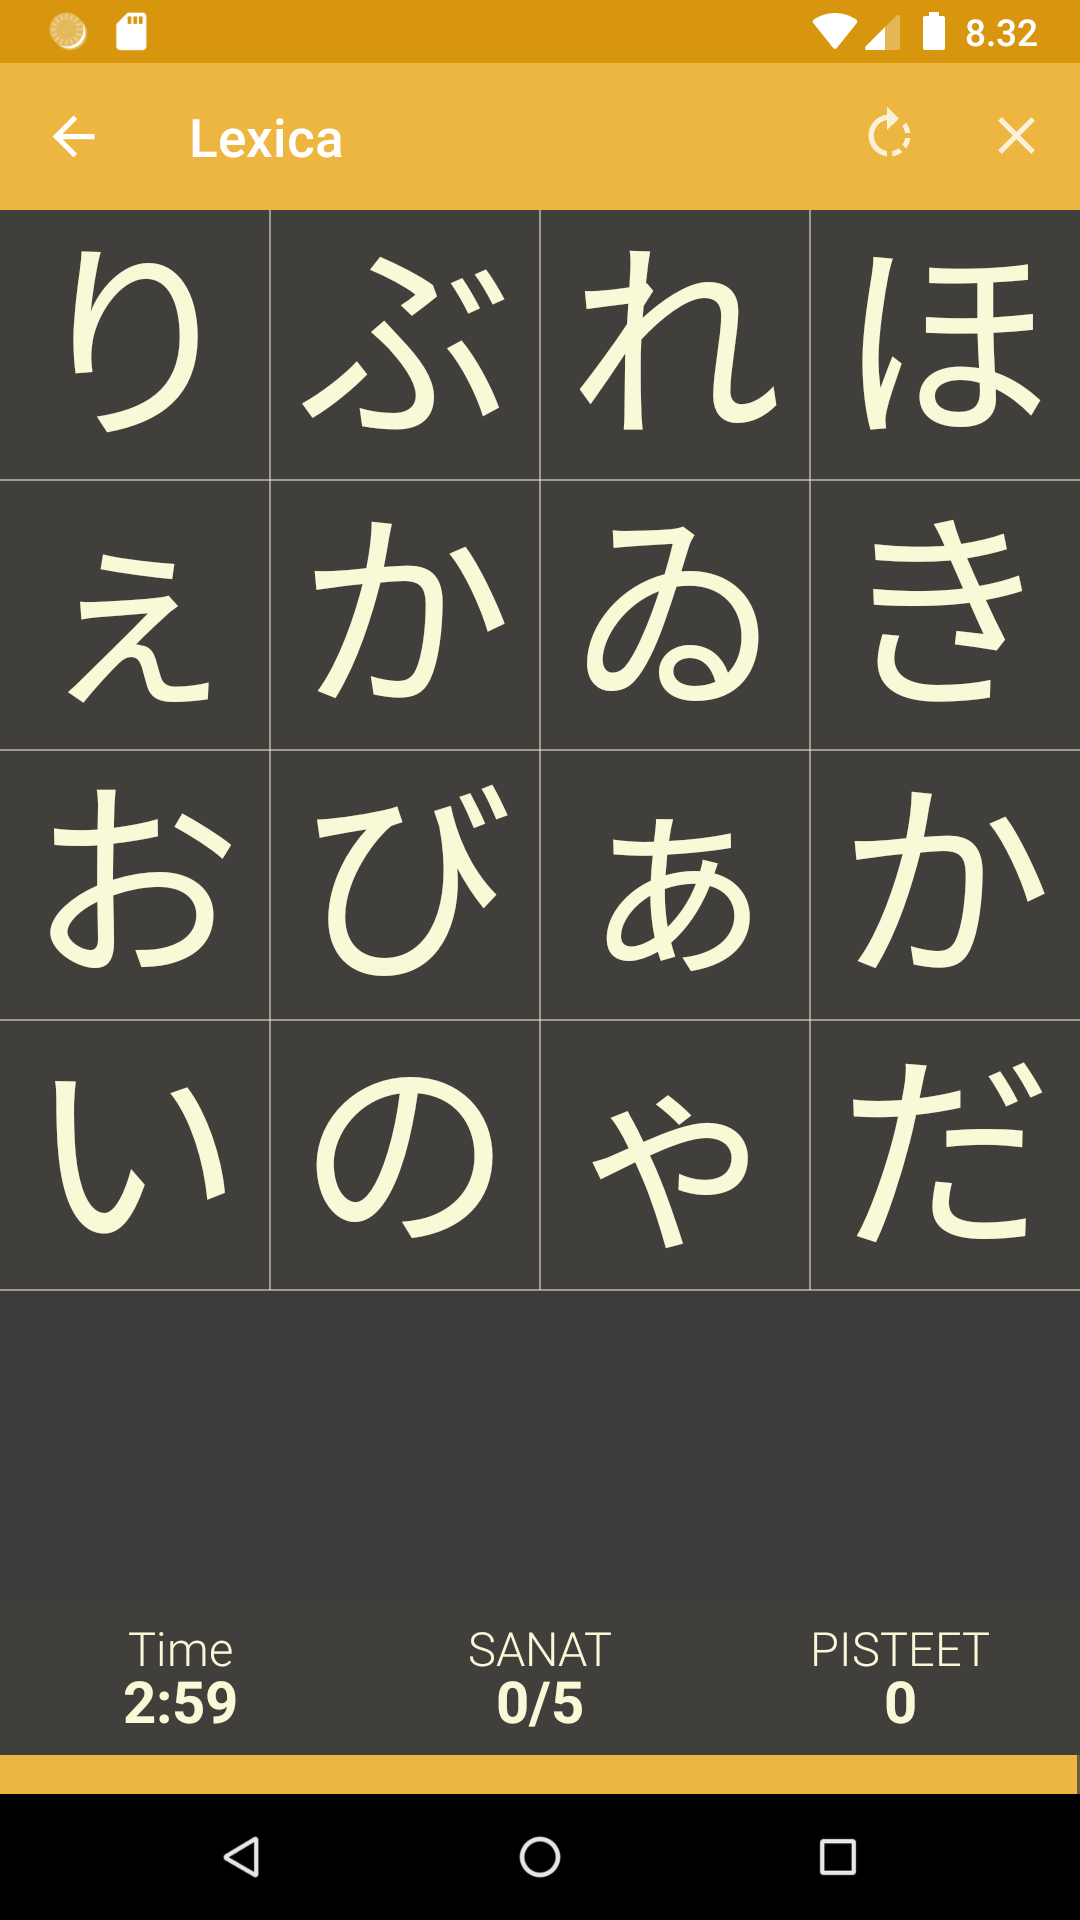 8.32
Lexica
り ぶ れ ほ
ぇ か ゐ き
お び ぁ か
い の ゃ だ
Time SANAT PISTEET
2:59 0/5 0